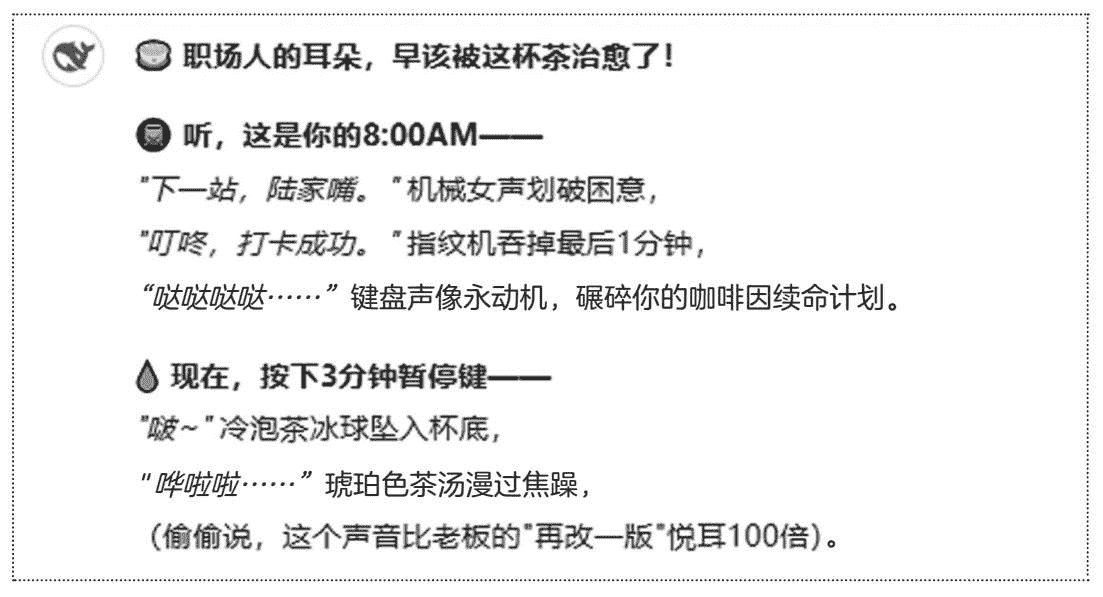 职场人的耳朵，早该被这杯茶治愈了！
听，这是你的8:00AM——
"下一站，陆家嘴。"机械女声划破困意，
"叮咚，打卡成功。"指纹机吞掉最后1分钟，
“哒哒哒哒……”键盘声像永动机，碾碎你的咖啡因续命计划。
现在，按下3分钟暂停键——
"啵~"冷泡茶冰球坠入杯底，
"哗啦啦……”琥珀色茶汤漫过焦躁，
（偷偷说，这个声音比老板的"再改一版"悦耳100倍）。